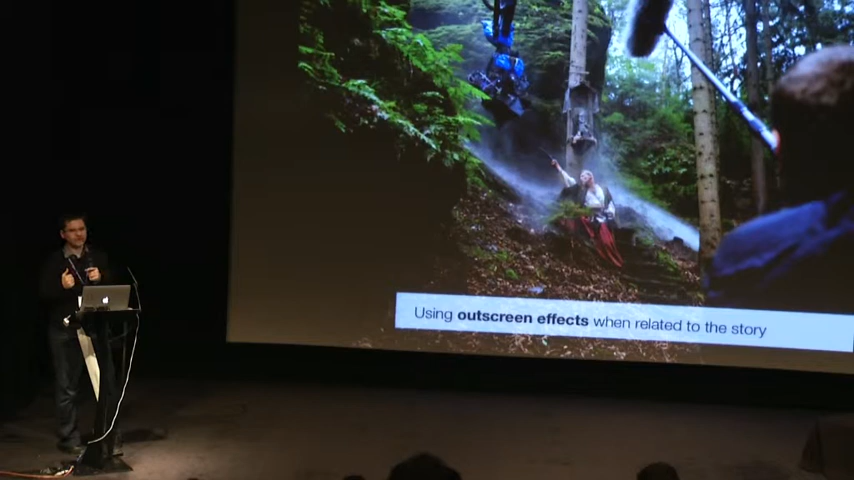 Using outscreen effects when related to the story